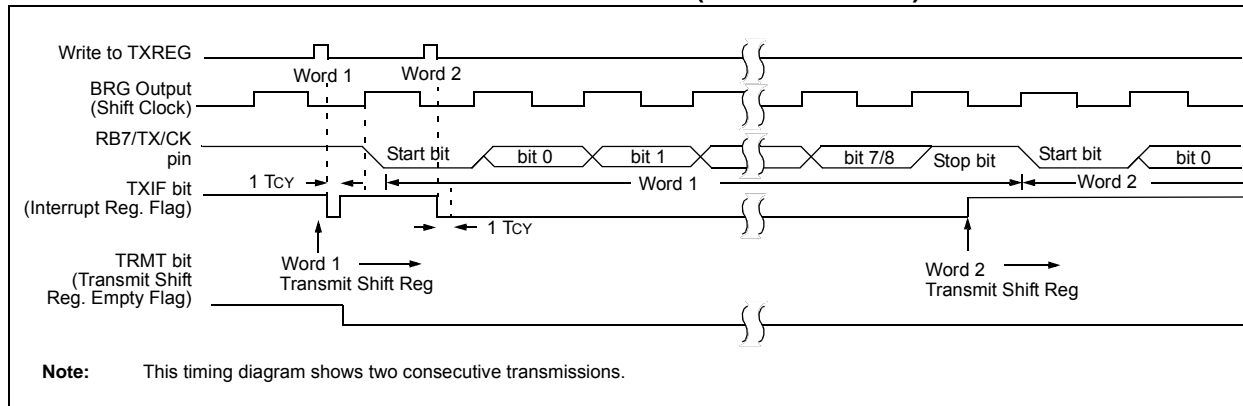 Write to TXREG
Word 1
Word 2
BRG Output
(Shift Clock)
RB7/TX/CK
pin
Start bit
bit 0
bit 1
bit 7/8
Stop bit
Start bit
bit 0
1 TCY
Word 1
Word 2
TXIF bit
(Interrupt Reg. Flag)
1 TCY
TRMT bit
(Transmit Shift
Reg. Empty Flag)
Word 1
Transmit Shift Reg
Word 2
Transmit Shift Reg
Note: This timing diagram shows two consecutive transmissions.